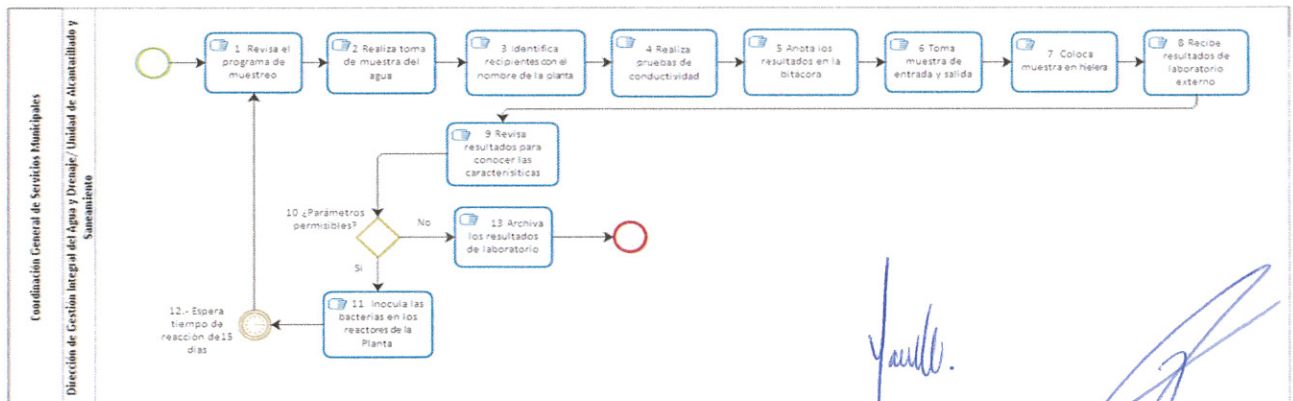 Coordinación General de Servicios Municipales
Dirección de Gestión Integral del Agua y Drenaje/ Unidad de Alcantarillado y
Saneamiento
1 Revisa el
programa de
muestreo
2 Realiza toma
de muestra del
agua
3 Identifica
recipientes con el
nombre de la planta
4 Realiza
pruebas de
conductividad
5 Anota los
resultados en la
bitacora
6 Toma
muestra de
entrada y salida
7 Coloca
muestra en hielera
8 Recibe
resultados de
laboratorio
externo
9 Revisa
resultados para
conocer las
caracterisiticas
10 ¿Parámetros
permisibles?
No
13 Archiva
los resultados
de laboratorio
Si
11 Inocula las
bacterias en los
reactores de la
Planta
12.- Espera
tiempo de
reacción de15
dias